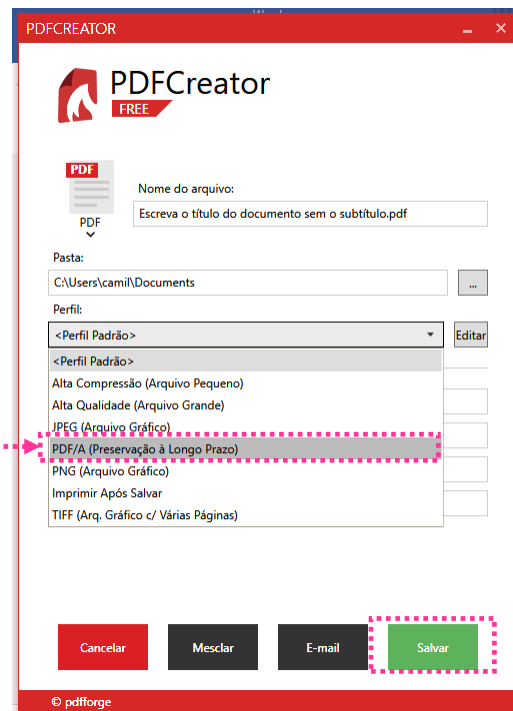 PDFCREATOR
PDFCreator
FREE
PDF
PDF
Nome do arquivo:
Escreva o título do documento sem o subtítulo.pdf
Pasta:
C:\Users\camil\Documents
...
Perfil:
<Perfil Padrão>
Editar
<Perfil Padrão>
Alta Compressão (Arquivo Pequeno)
Alta Qualidade (Arquivo Grande)
JPEG (Arquivo Gráfico)
PDF/A (Preservação à Longo Prazo)
PNG (Arquivo Gráfico)
Imprimir Após Salvar
TIFF (Arq. Gráfico c/ Várias Páginas)
Cancelar
Mesclar
E-mail
Salvar
© pdfforge